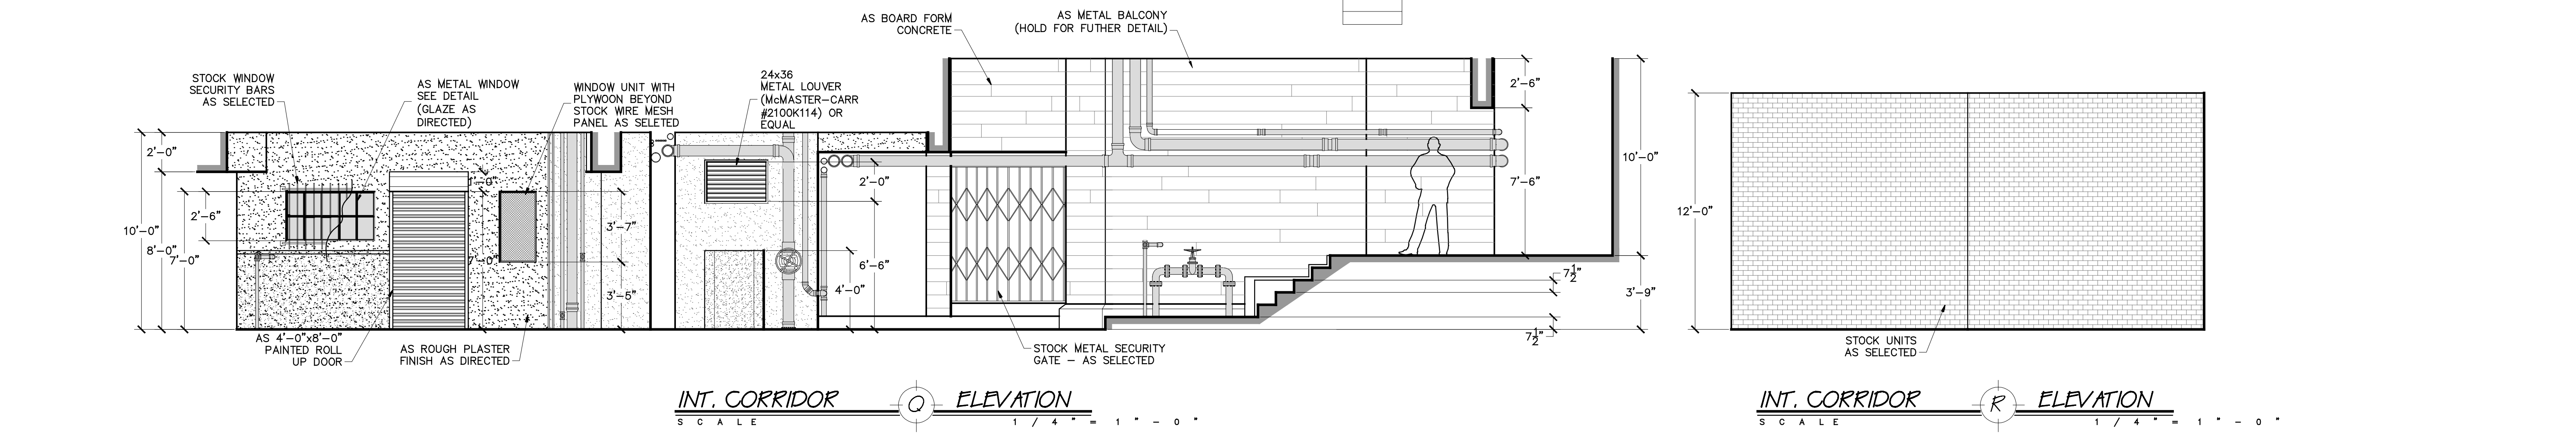 AS BOARD FORM
CONCRETE
AS METAL BALCONY
(HOLD FOR FUTHER DETAIL)
STOCK WINDOW
SECURITY BARS
AS SELECTED
AS METAL WINDOW
SEE DETAIL
(GLAZE AS
DIRECTED)
WINDOW UNIT WITH
PLYWOON BEYOND
STOCK WIRE MESH
PANEL AS SELETED
24x36
METAL LOUVER
(McMASTER-CARR
#2100K114) OR
EQUAL
2'-0"
10'-0"
8'-0"
7'-0"
2'-6"
7'-0"
3'-7"
3'-5"
2'-0"
6'-6"
4'-0"
2'-6"
7'-6"
10'-0"
3'-9"
7½"
7½"
12'-0"
AS 4'-0"x8'-0"
PAINTED ROLL
UP DOOR
AS ROUGH PLASTER
FINISH AS DIRECTED
STOCK METAL SECURITY
GATE - AS SELECTED
STOCK UNITS
AS SELECTED
INT. CORRIDOR Q ELEVATION
SCALE 1/4" = 1"-0"
INT. CORRIDOR R ELEVATION
SCALE 1/4" = 1"-0"